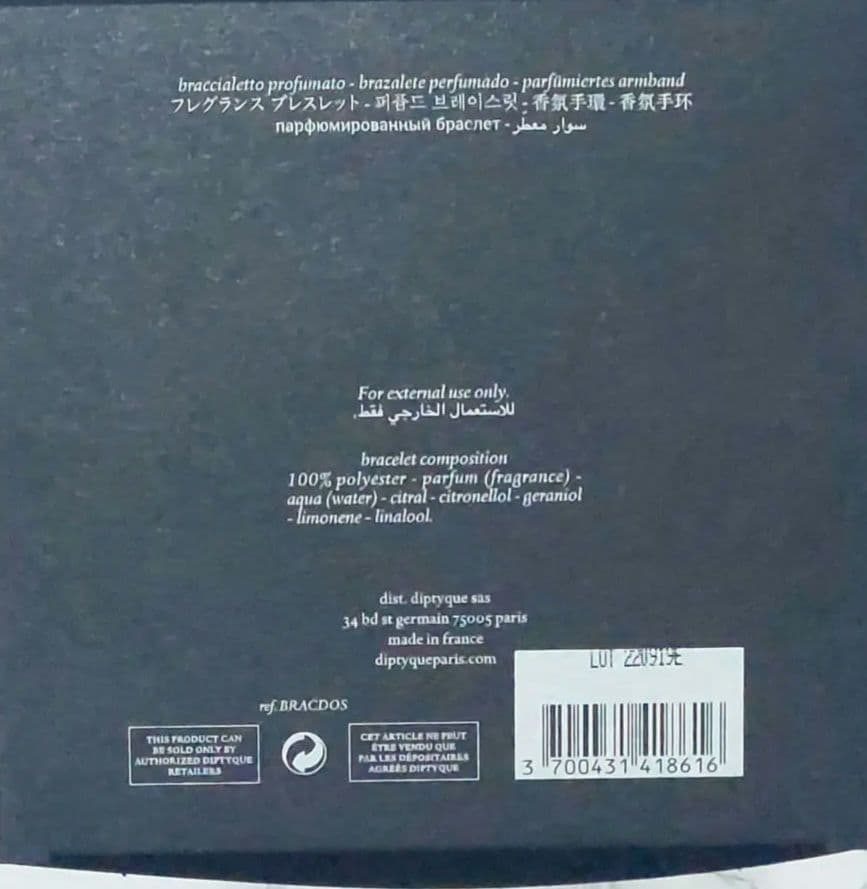 braccialetto profumato - brazalete perfumado - parfümiertes armband
フレグランス ブレスレット - 퍼퓸드 브레이스릿 - 香氛手環 - 香氛手环
парфюмированный браслет - سوار معطّر
For external use only.
للاستعمال الخارجي فقط.
bracelet composition
100% polyester - parfum (fragrance) -
aqua (water) - citral - citronellol - geraniol
- limonene - linalool.
dist. diptyque sas
34 bd st germain 75005 paris
made in france
diptyqueparis.com
LOT 220919E
ref. BRACDOS
THIS PRODUCT CAN
BE SOLD ONLY BY
AUTHORIZED DIPTYQUE
RETAILERS
CET ARTICLE NE PEUT
ÊTRE VENDU QUE
PAR LES DÉPOSITAIRES
AGRÉÉS DIPTYQUE
3 700431 418616